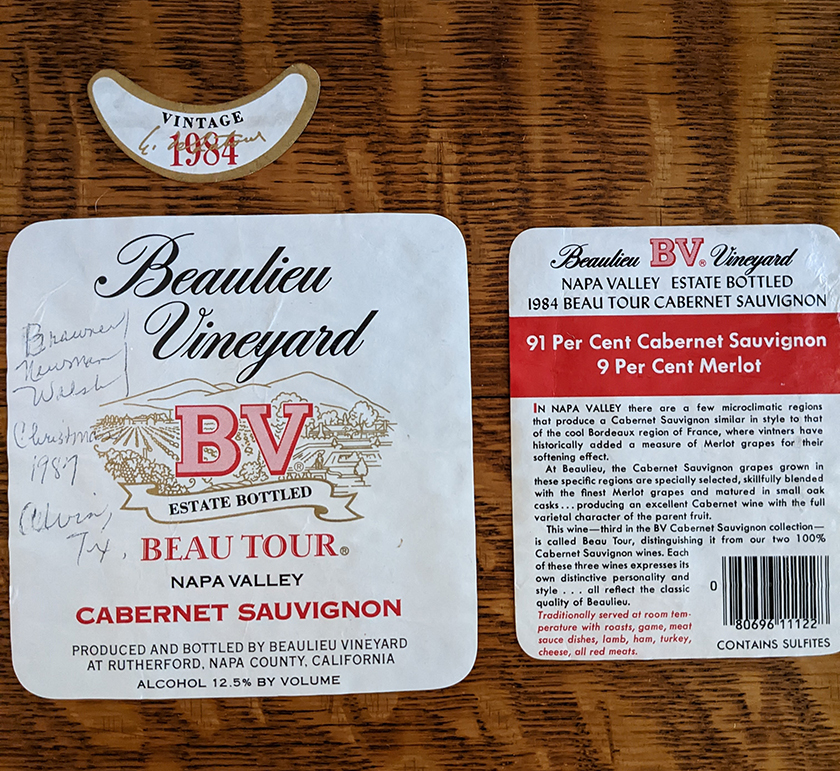 VINTAGE
1984
Beaulieu
Vineyard
Brawner
Newman
Walsh
Christmas
1987
Alvin,
Tx.
BV®
ESTATE BOTTLED
BEAU TOUR®
NAPA VALLEY
CABERNET SAUVIGNON
PRODUCED AND BOTTLED BY BEAULIEU VINEYARD
AT RUTHERFORD, NAPA COUNTY, CALIFORNIA
ALCOHOL 12.5% BY VOLUME
Beaulieu BV® Vineyard
NAPA VALLEY ESTATE BOTTLED
1984 BEAU TOUR CABERNET SAUVIGNON
91 Per Cent Cabernet Sauvignon
9 Per Cent Merlot
IN NAPA VALLEY there are a few microclimatic regions
that produce a Cabernet Sauvignon similar in style to that
of the cool Bordeaux region of France, where vintners have
historically added a measure of Merlot grapes for their
softening effect.
At Beaulieu, the Cabernet Sauvignon grapes grown in
these specific regions are specially selected, skillfully blended
with the finest Merlot grapes and matured in small oak
casks . . . producing an excellent Cabernet wine with the full
varietal character of the parent fruit.
This wine—third in the BV Cabernet Sauvignon collection—
is called Beau Tour, distinguishing it from our two 100%
Cabernet Sauvignon wines. Each
of these three wines expresses its
own distinctive personality and
style . . . all reflect the classic
quality of Beaulieu.
Traditionally served at room tem-
perature with roasts, game, meat
sauce dishes, lamb, ham, turkey,
cheese, all red meats.
0 80696 11122
CONTAINS SULFITES